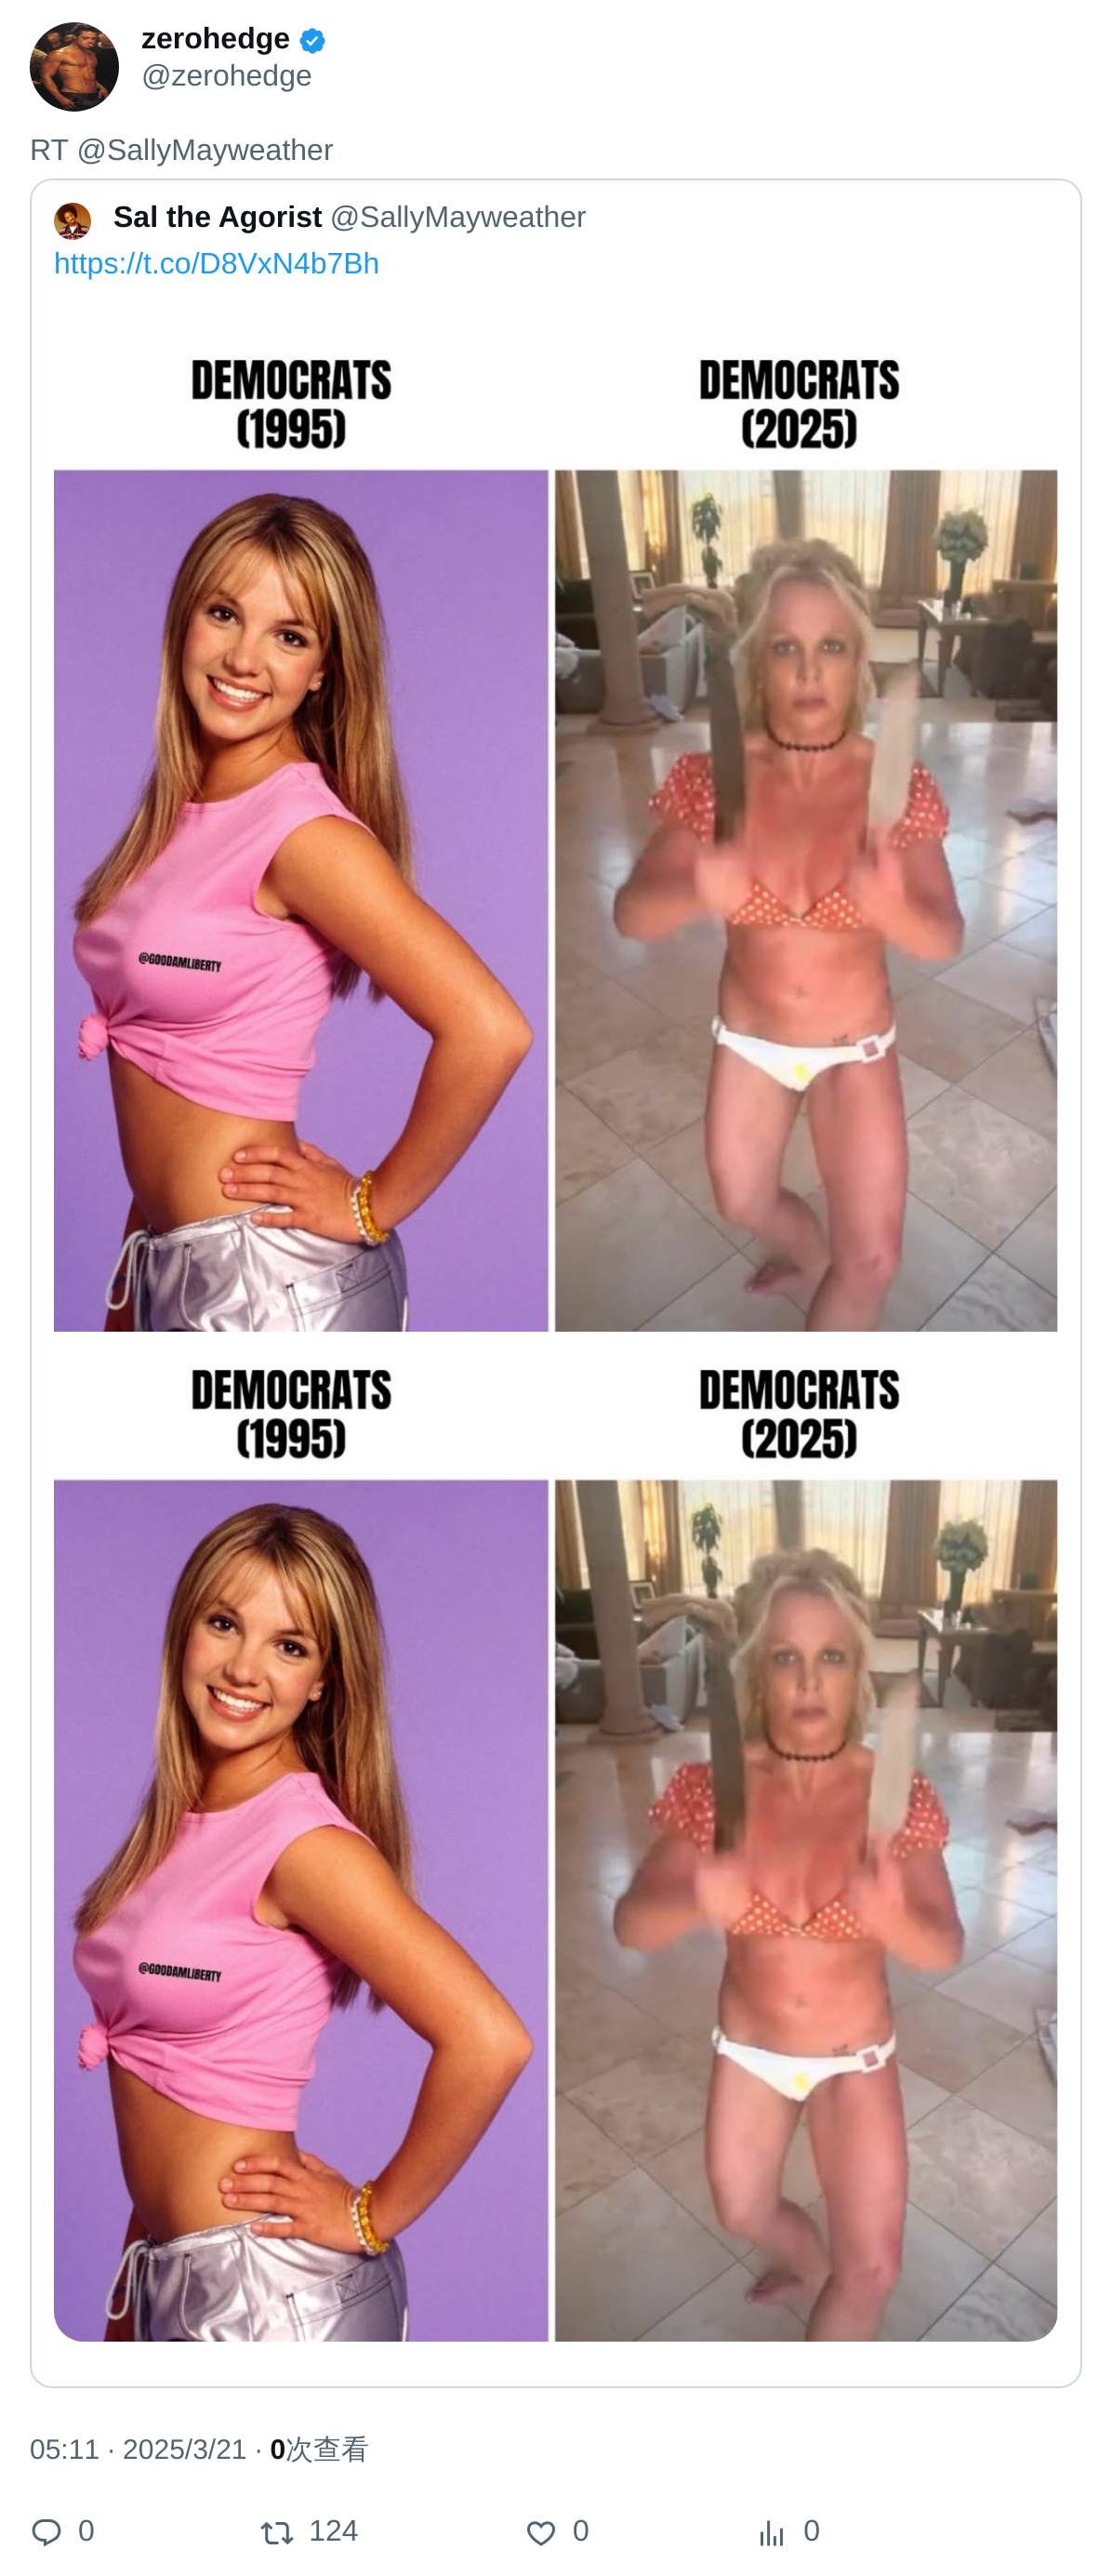 zerohedge
@zerohedge
RT @SallyMayweather
Sal the Agorist @SallyMayweather
https://t.co/D8VxN4b7Bh
DEMOCRATS
(1995)
DEMOCRATS
(2025)
@GOODAMLIBERTY
DEMOCRATS
(1995)
DEMOCRATS
(2025)
@GOODAMLIBERTY
05:11 · 2025/3/21 · 0次查看
0 124 0 0